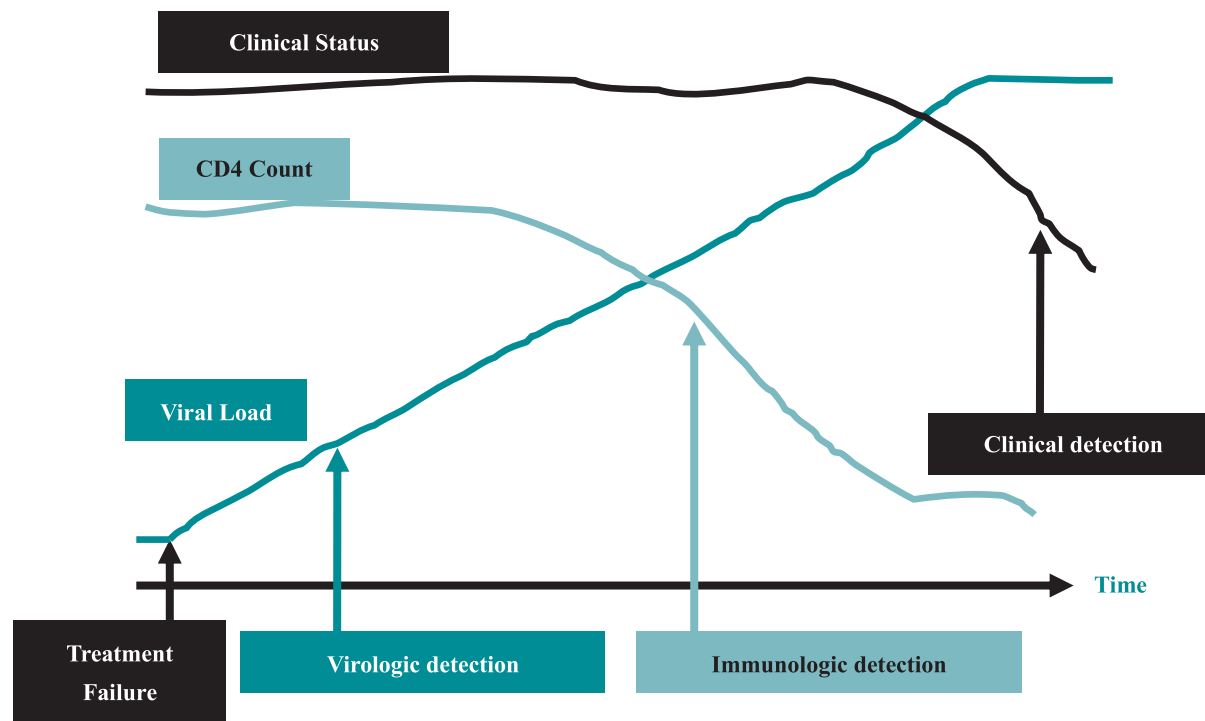 Clinical Status
CD4 Count
Viral Load
Clinical detection
Time
Treatment
Failure
Virologic detection
Immunologic detection